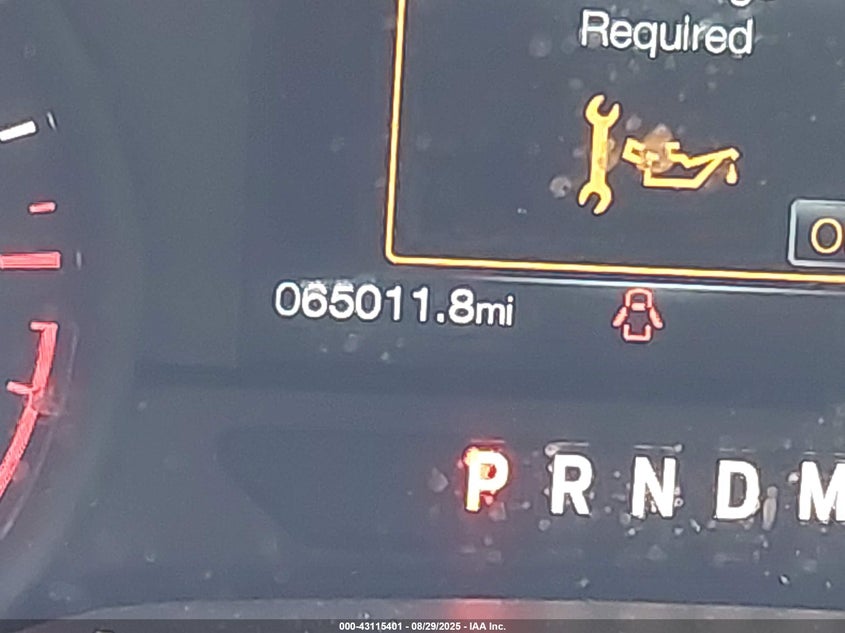 Required
065011.8mi
P R N D M
000-43115401 - 08/29/2025 - IAA Inc.